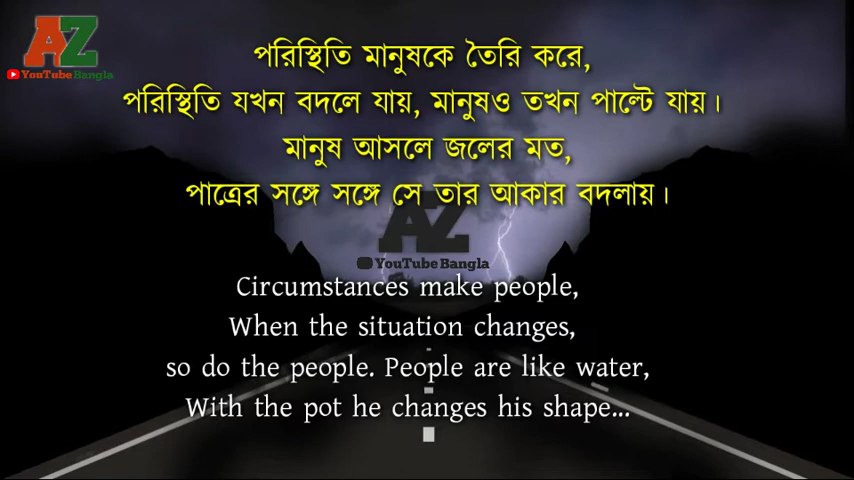 AZ
YouTube Bangla
পরিস্থিতি মানুষকে তৈরি করে,
পরিস্থিতি যখন বদলে যায়, মানুষও তখন পাল্টে যায়।
মানুষ আসলে জলের মত,
পাত্রের সঙ্গে সঙ্গে সে তার আকার বদলায়।
AZ
YouTube Bangla
Circumstances make people,
When the situation changes,
so do the people. People are like water,
With the pot he changes his shape...